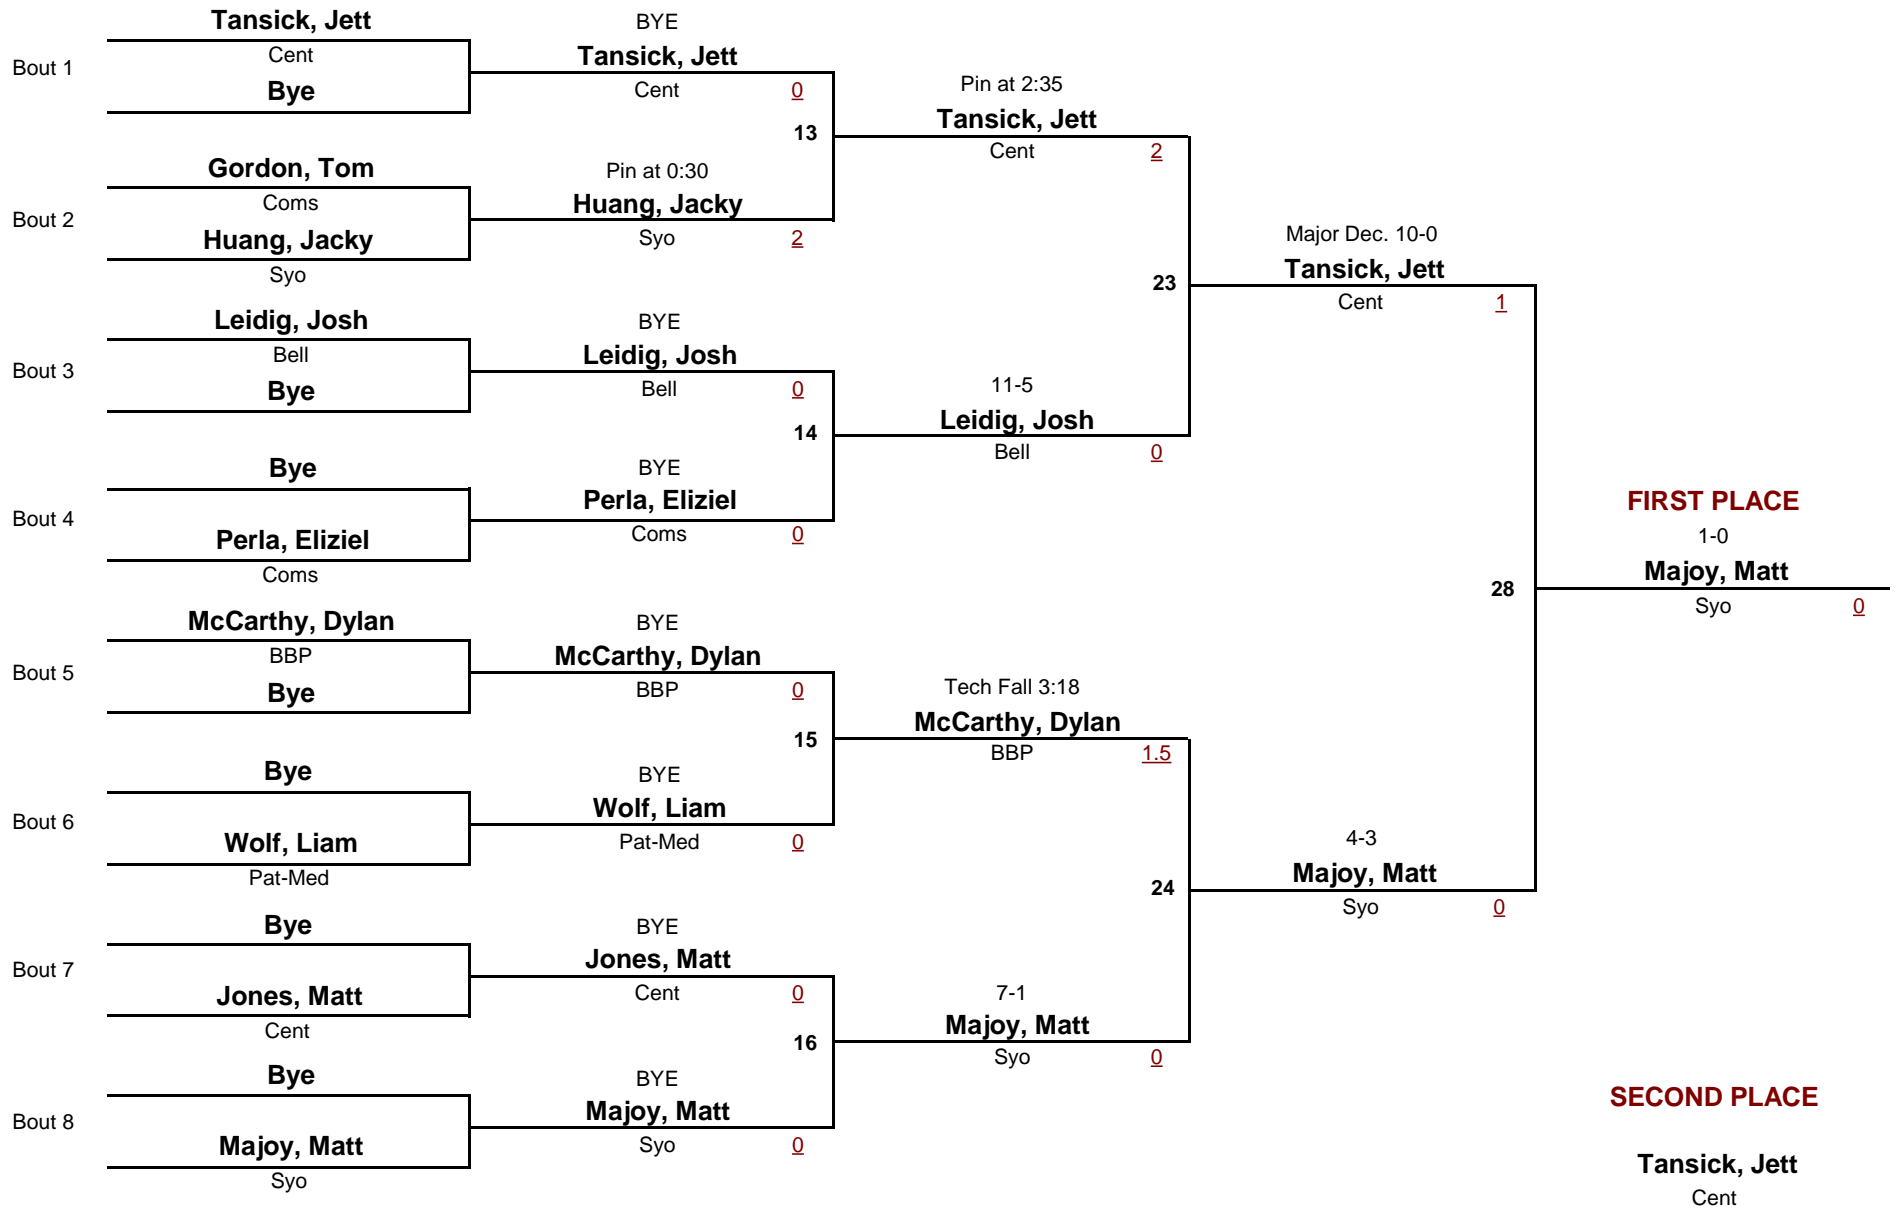 Bout 1
Tansick, Jett
Cent
Bye
Bout 2
Gordon, Tom
Coms
Huang, Jacky
Syo
Bout 3
Leidig, Josh
Bell
Bye
Bout 4
Bye
Perla, Eliziel
Coms
Bout 5
McCarthy, Dylan
BBP
Bye
Bout 6
Bye
Wolf, Liam
Pat-Med
Bout 7
Bye
Jones, Matt
Cent
Bout 8
Bye
Majoy, Matt
Syo
BYE
Tansick, Jett
Cent 0
13
Pin at 0:30
Huang, Jacky
Syo 2
BYE
Leidig, Josh
Bell 0
14
BYE
Perla, Eliziel
Coms 0
BYE
McCarthy, Dylan
BBP 0
15
BYE
Wolf, Liam
Pat-Med 0
BYE
Jones, Matt
Cent 0
16
BYE
Majoy, Matt
Syo 0
Pin at 2:35
Tansick, Jett
Cent 2
23
11-5
Leidig, Josh
Bell 0
Tech Fall 3:18
McCarthy, Dylan
BBP 1.5
24
7-1
Majoy, Matt
Syo 0
Major Dec. 10-0
Tansick, Jett
Cent 1
28
4-3
Majoy, Matt
Syo 0
FIRST PLACE
1-0
Majoy, Matt
Syo 0
SECOND PLACE
Tansick, Jett
Cent